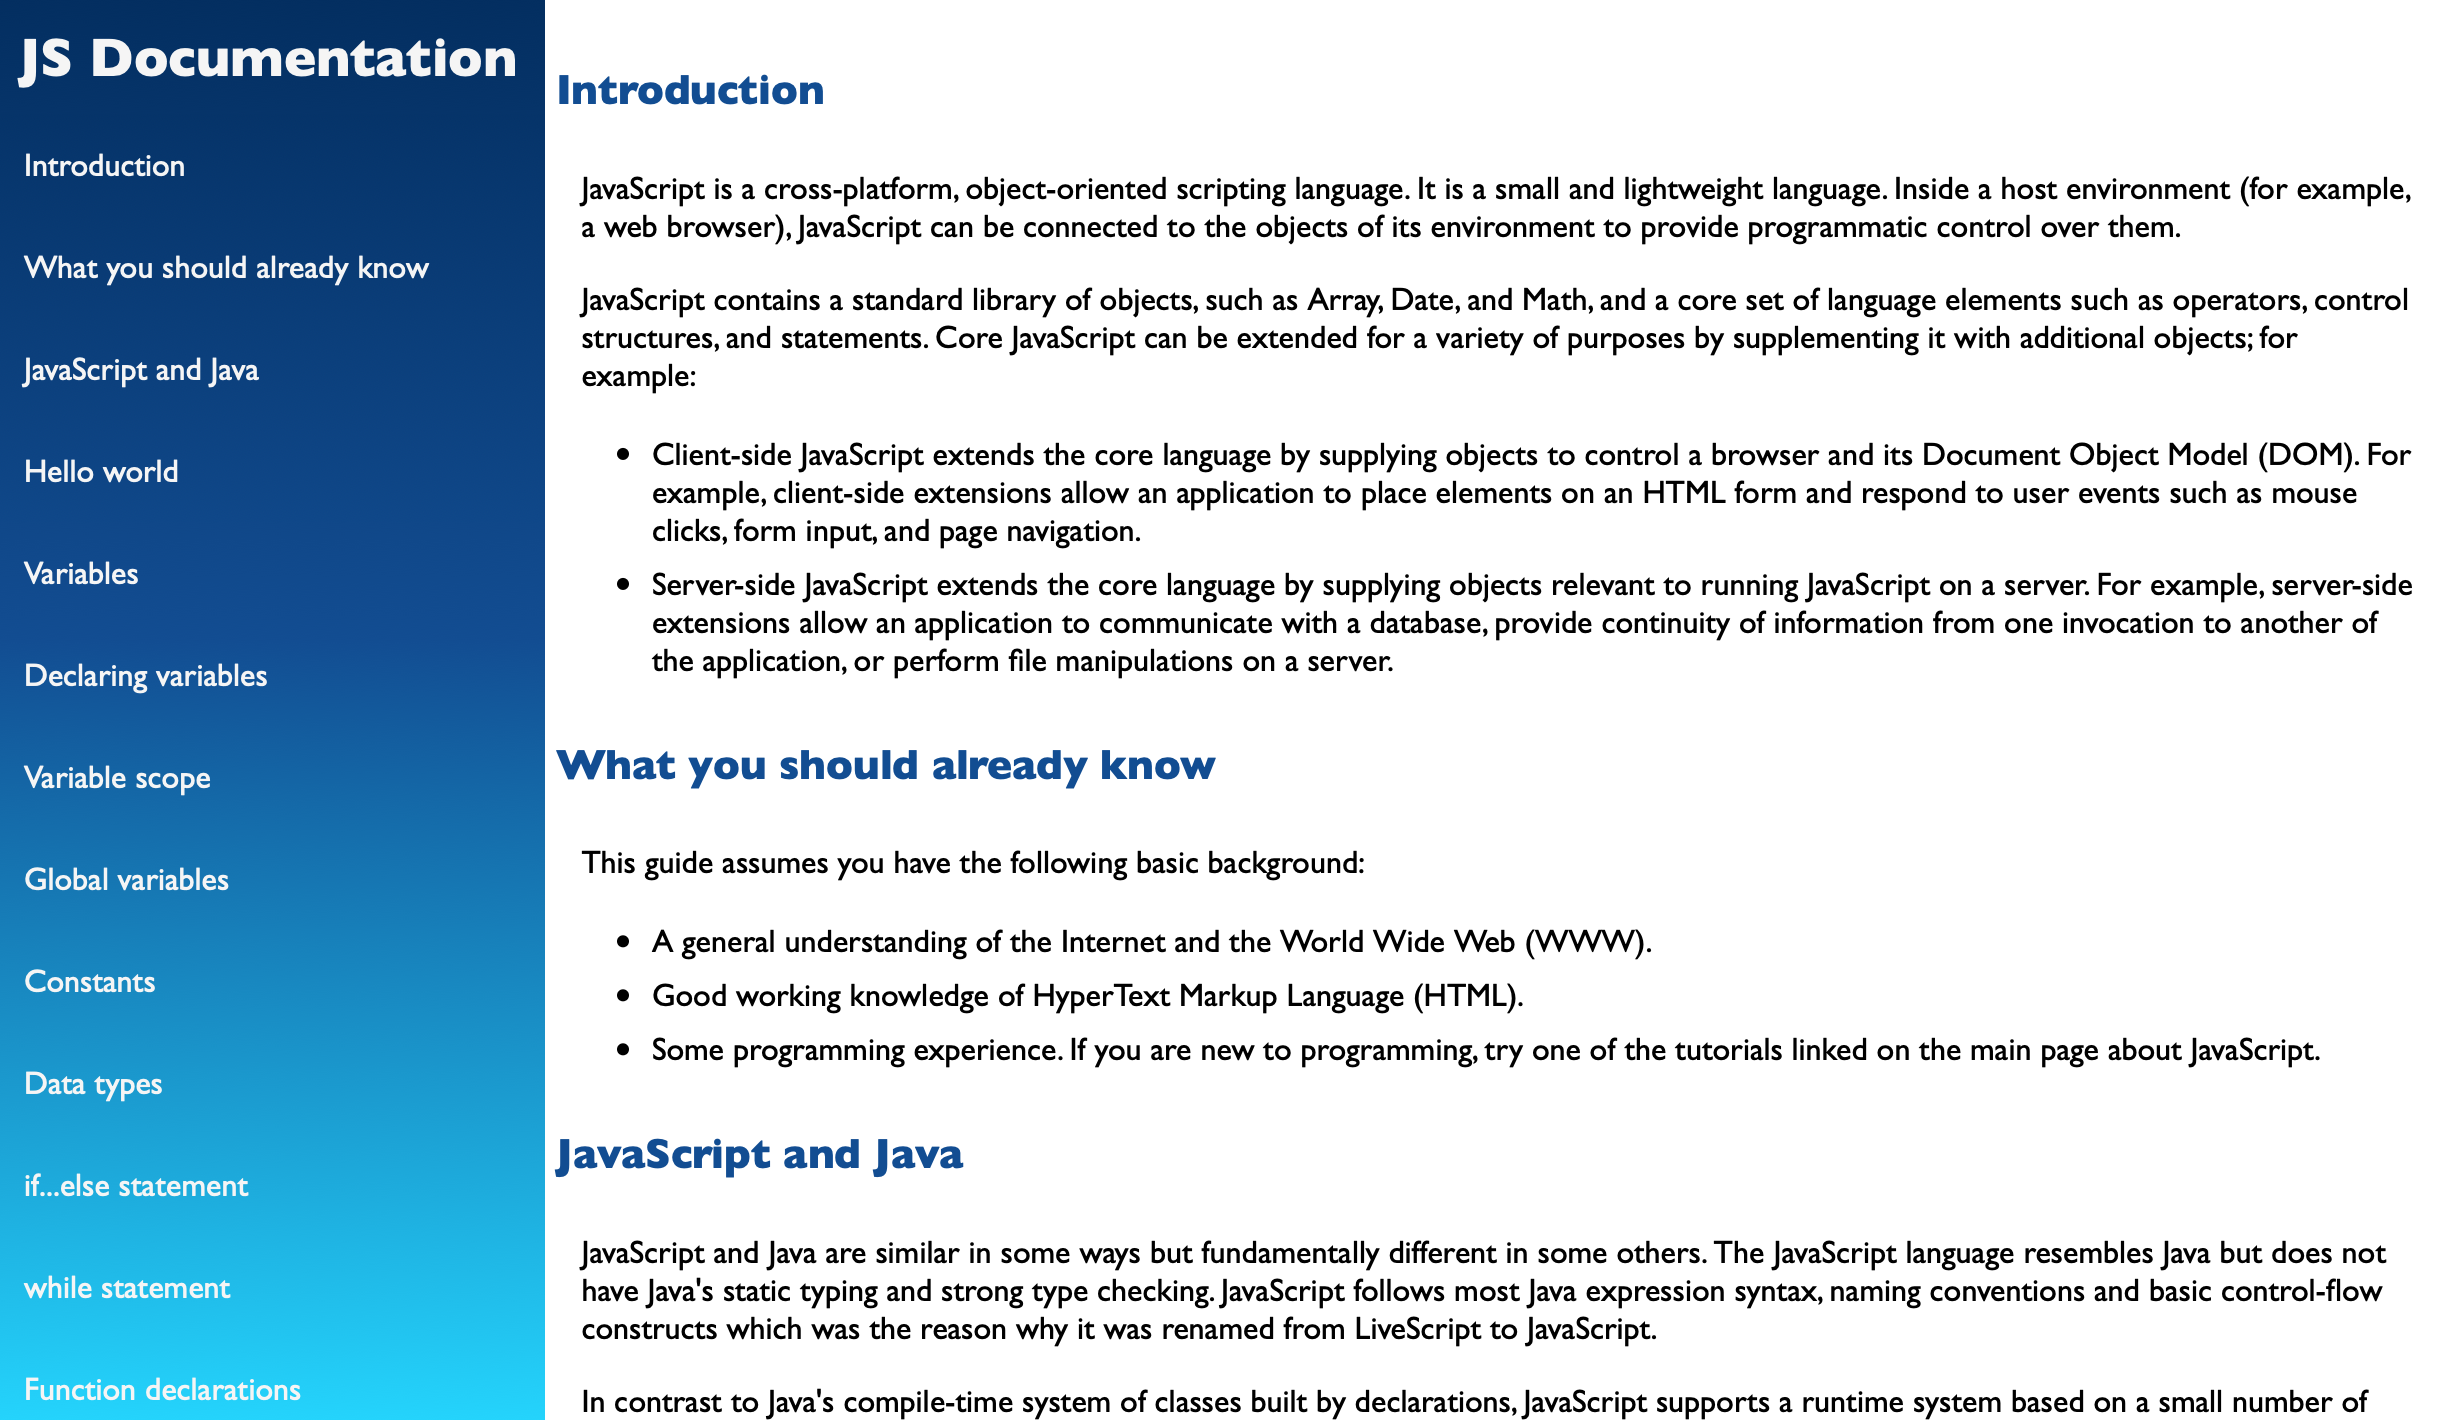 JS Documentation
Introduction
What you should already know
JavaScript and Java
Hello world
Variables
Declaring variables
Variable scope
Global variables
Constants
Data types
if...else statement
while statement
Function declarations
Introduction
JavaScript is a cross-platform, object-oriented scripting language. It is a small and lightweight language. Inside a host environment (for example,
a web browser), JavaScript can be connected to the objects of its environment to provide programmatic control over them.
JavaScript contains a standard library of objects, such as Array, Date, and Math, and a core set of language elements such as operators, control
structures, and statements. Core JavaScript can be extended for a variety of purposes by supplementing it with additional objects; for
example:
• Client-side JavaScript extends the core language by supplying objects to control a browser and its Document Object Model (DOM). For
example, client-side extensions allow an application to place elements on an HTML form and respond to user events such as mouse
clicks, form input, and page navigation.
• Server-side JavaScript extends the core language by supplying objects relevant to running JavaScript on a server. For example, server-side
extensions allow an application to communicate with a database, provide continuity of information from one invocation to another of
the application, or perform file manipulations on a server.
What you should already know
This guide assumes you have the following basic background:
• A general understanding of the Internet and the World Wide Web (WWW).
• Good working knowledge of HyperText Markup Language (HTML).
• Some programming experience. If you are new to programming, try one of the tutorials linked on the main page about JavaScript.
JavaScript and Java
JavaScript and Java are similar in some ways but fundamentally different in some others. The JavaScript language resembles Java but does not
have Java's static typing and strong type checking. JavaScript follows most Java expression syntax, naming conventions and basic control-flow
constructs which was the reason why it was renamed from LiveScript to JavaScript.
In contrast to Java's compile-time system of classes built by declarations, JavaScript supports a runtime system based on a small number of